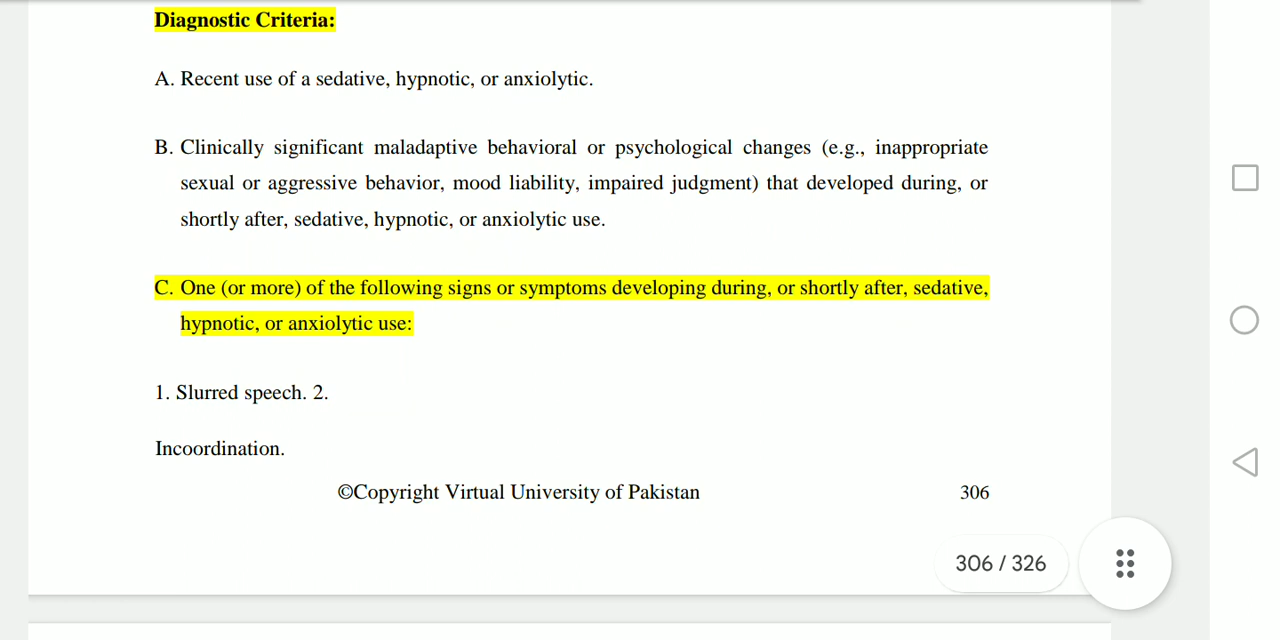 Diagnostic Criteria:
A. Recent use of a sedative, hypnotic, or anxiolytic.
B. Clinically significant maladaptive behavioral or psychological changes (e.g., inappropriate
sexual or aggressive behavior, mood liability, impaired judgment) that developed during, or
shortly after, sedative, hypnotic, or anxiolytic use.
C. One (or more) of the following signs or symptoms developing during, or shortly after, sedative,
hypnotic, or anxiolytic use:
1. Slurred speech. 2.
Incoordination.
©Copyright Virtual University of Pakistan 306
306 / 326